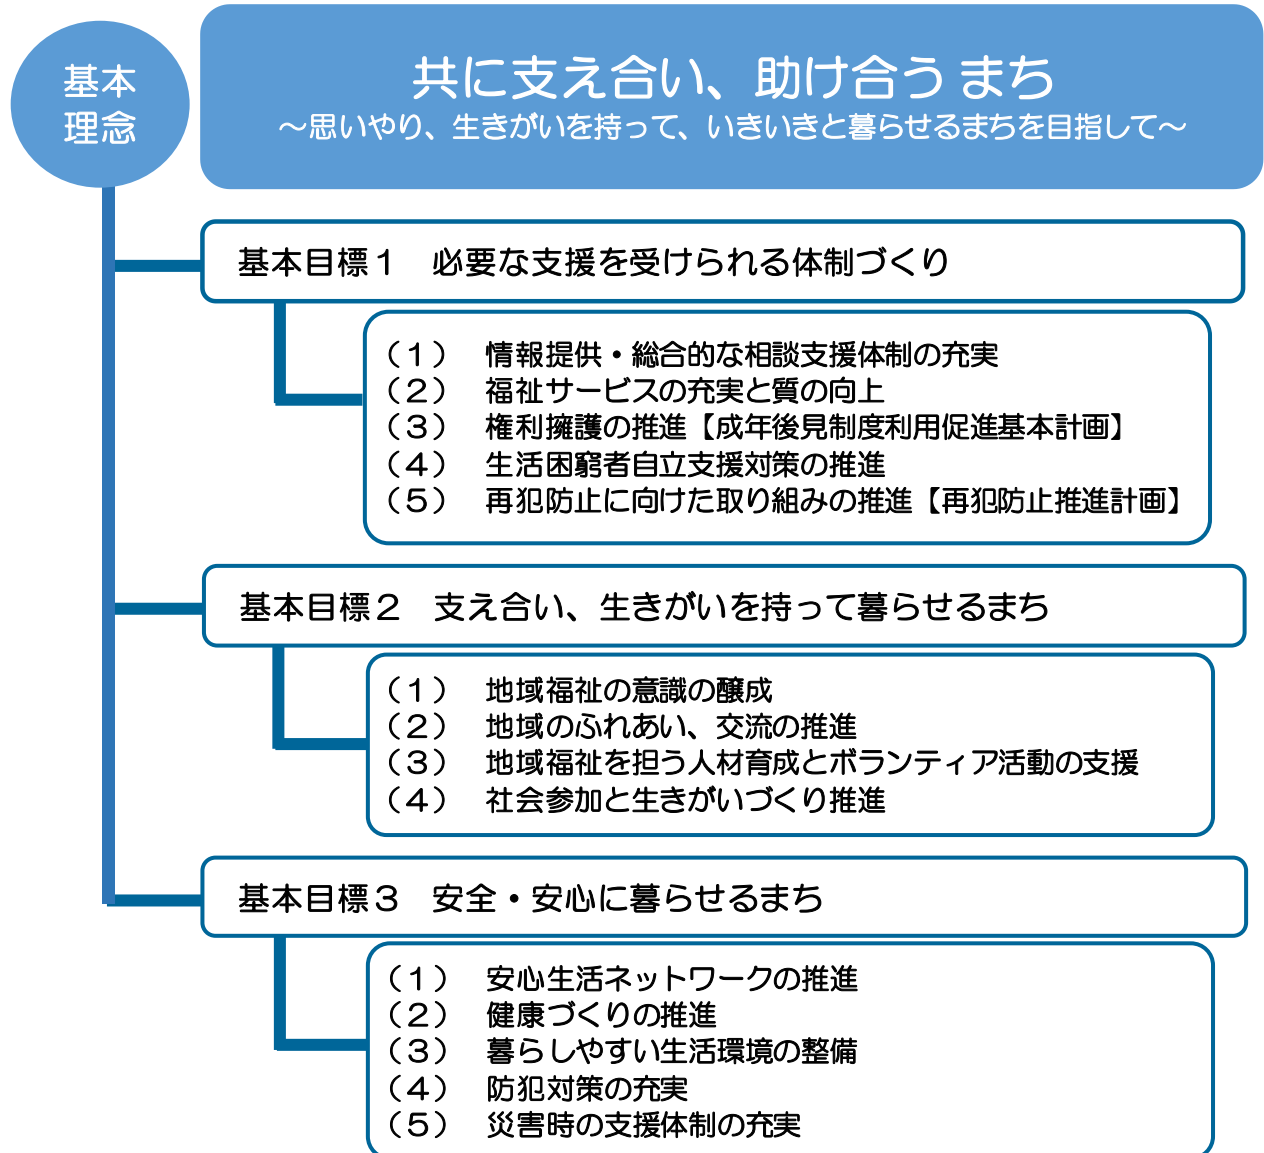 基本
理念
共に支え合い、助け合う まち
～思いやり、生きがいを持って、いきいきと暮らせるまちを目指して～
基本目標１　必要な支援を受けられる体制づくり
（１）　情報提供・総合的な相談支援体制の充実
（２）　福祉サービスの充実と質の向上
（３）　権利擁護の推進【成年後見制度利用促進基本計画】
（４）　生活困窮者自立支援対策の推進
（５）　再犯防止に向けた取り組みの推進【再犯防止推進計画】
基本目標２　支え合い、生きがいを持って暮らせるまち
（１）　地域福祉の意識の醸成
（２）　地域のふれあい、交流の推進
（３）　地域福祉を担う人材育成とボランティア活動の支援
（４）　社会参加と生きがいづくり推進
基本目標３　安全・安心に暮らせるまち
（１）　安心生活ネットワークの推進
（２）　健康づくりの推進
（３）　暮らしやすい生活環境の整備
（４）　防犯対策の充実
（５）　災害時の支援体制の充実